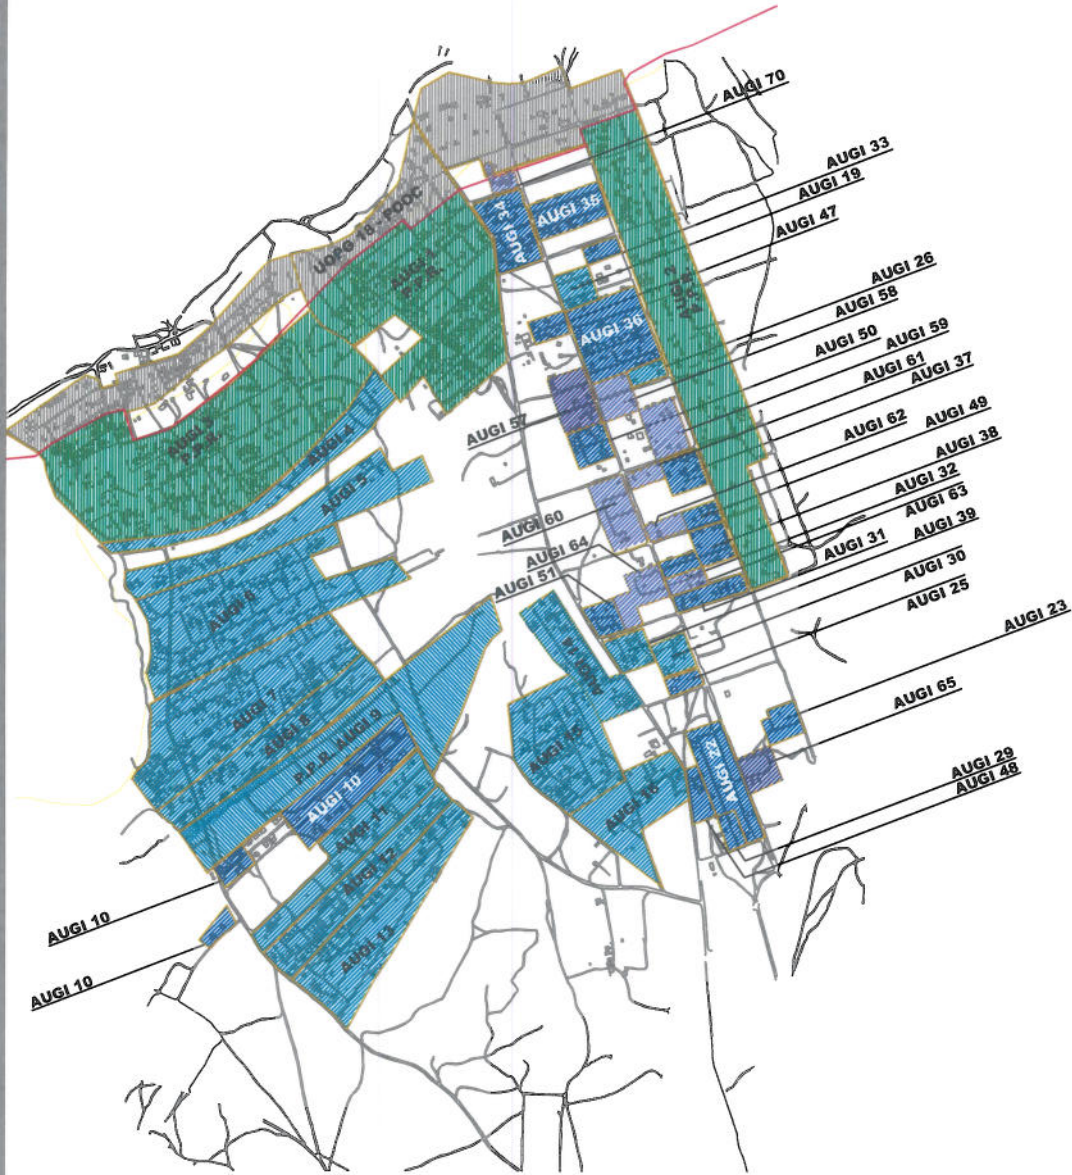 AUGI 70
AUGI 33
AUGI 19
AUGI 47
AUGI 26
AUGI 58
AUGI 50
AUGI 59
AUGI 61
AUGI 37
AUGI 62
AUGI 49
AUGI 38
AUGI 32
AUGI 63
AUGI 31
AUGI 39
AUGI 30
AUGI 25
AUGI 23
AUGI 65
AUGI 29
AUGI 48
UOPG 18 - POOC
AUGI 34
AUGI 35
AUGI 1
P.P.R.
AUGI 2
P.P.R.
AUGI 36
AUGI 3
P.P.R.
AUGI 4
AUGI 57
AUGI 5
AUGI 60
AUGI 64
AUGI 51
AUGI 6
AUGI 14
AUGI 7
AUGI 8
P.P.R. AUGI 9
AUGI 15
AUGI 22
AUGI 10
AUGI 16
AUGI 11
AUGI 12
AUGI 13
AUGI 10
AUGI 10